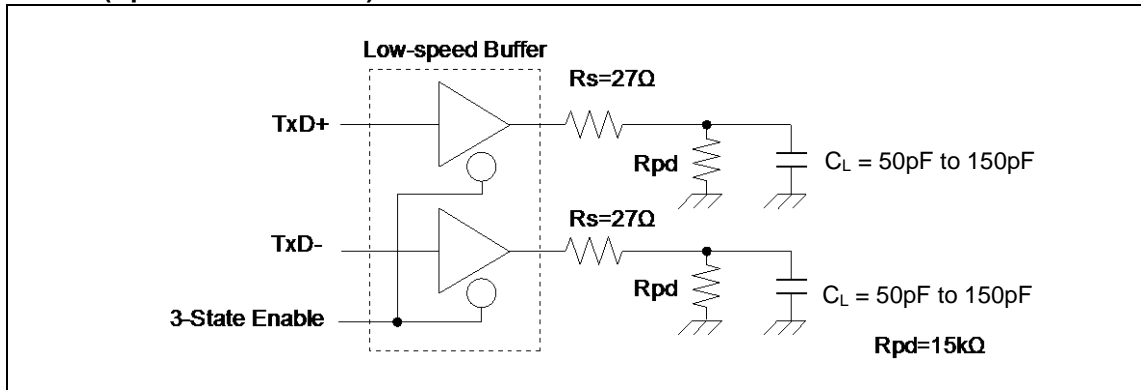 Low-speed Buffer
Rs=27Ω
TxD+
Rpd
C_L = 50pF to 150pF
Rs=27Ω
TxD-
Rpd
C_L = 50pF to 150pF
3-State Enable
Rpd=15kΩ